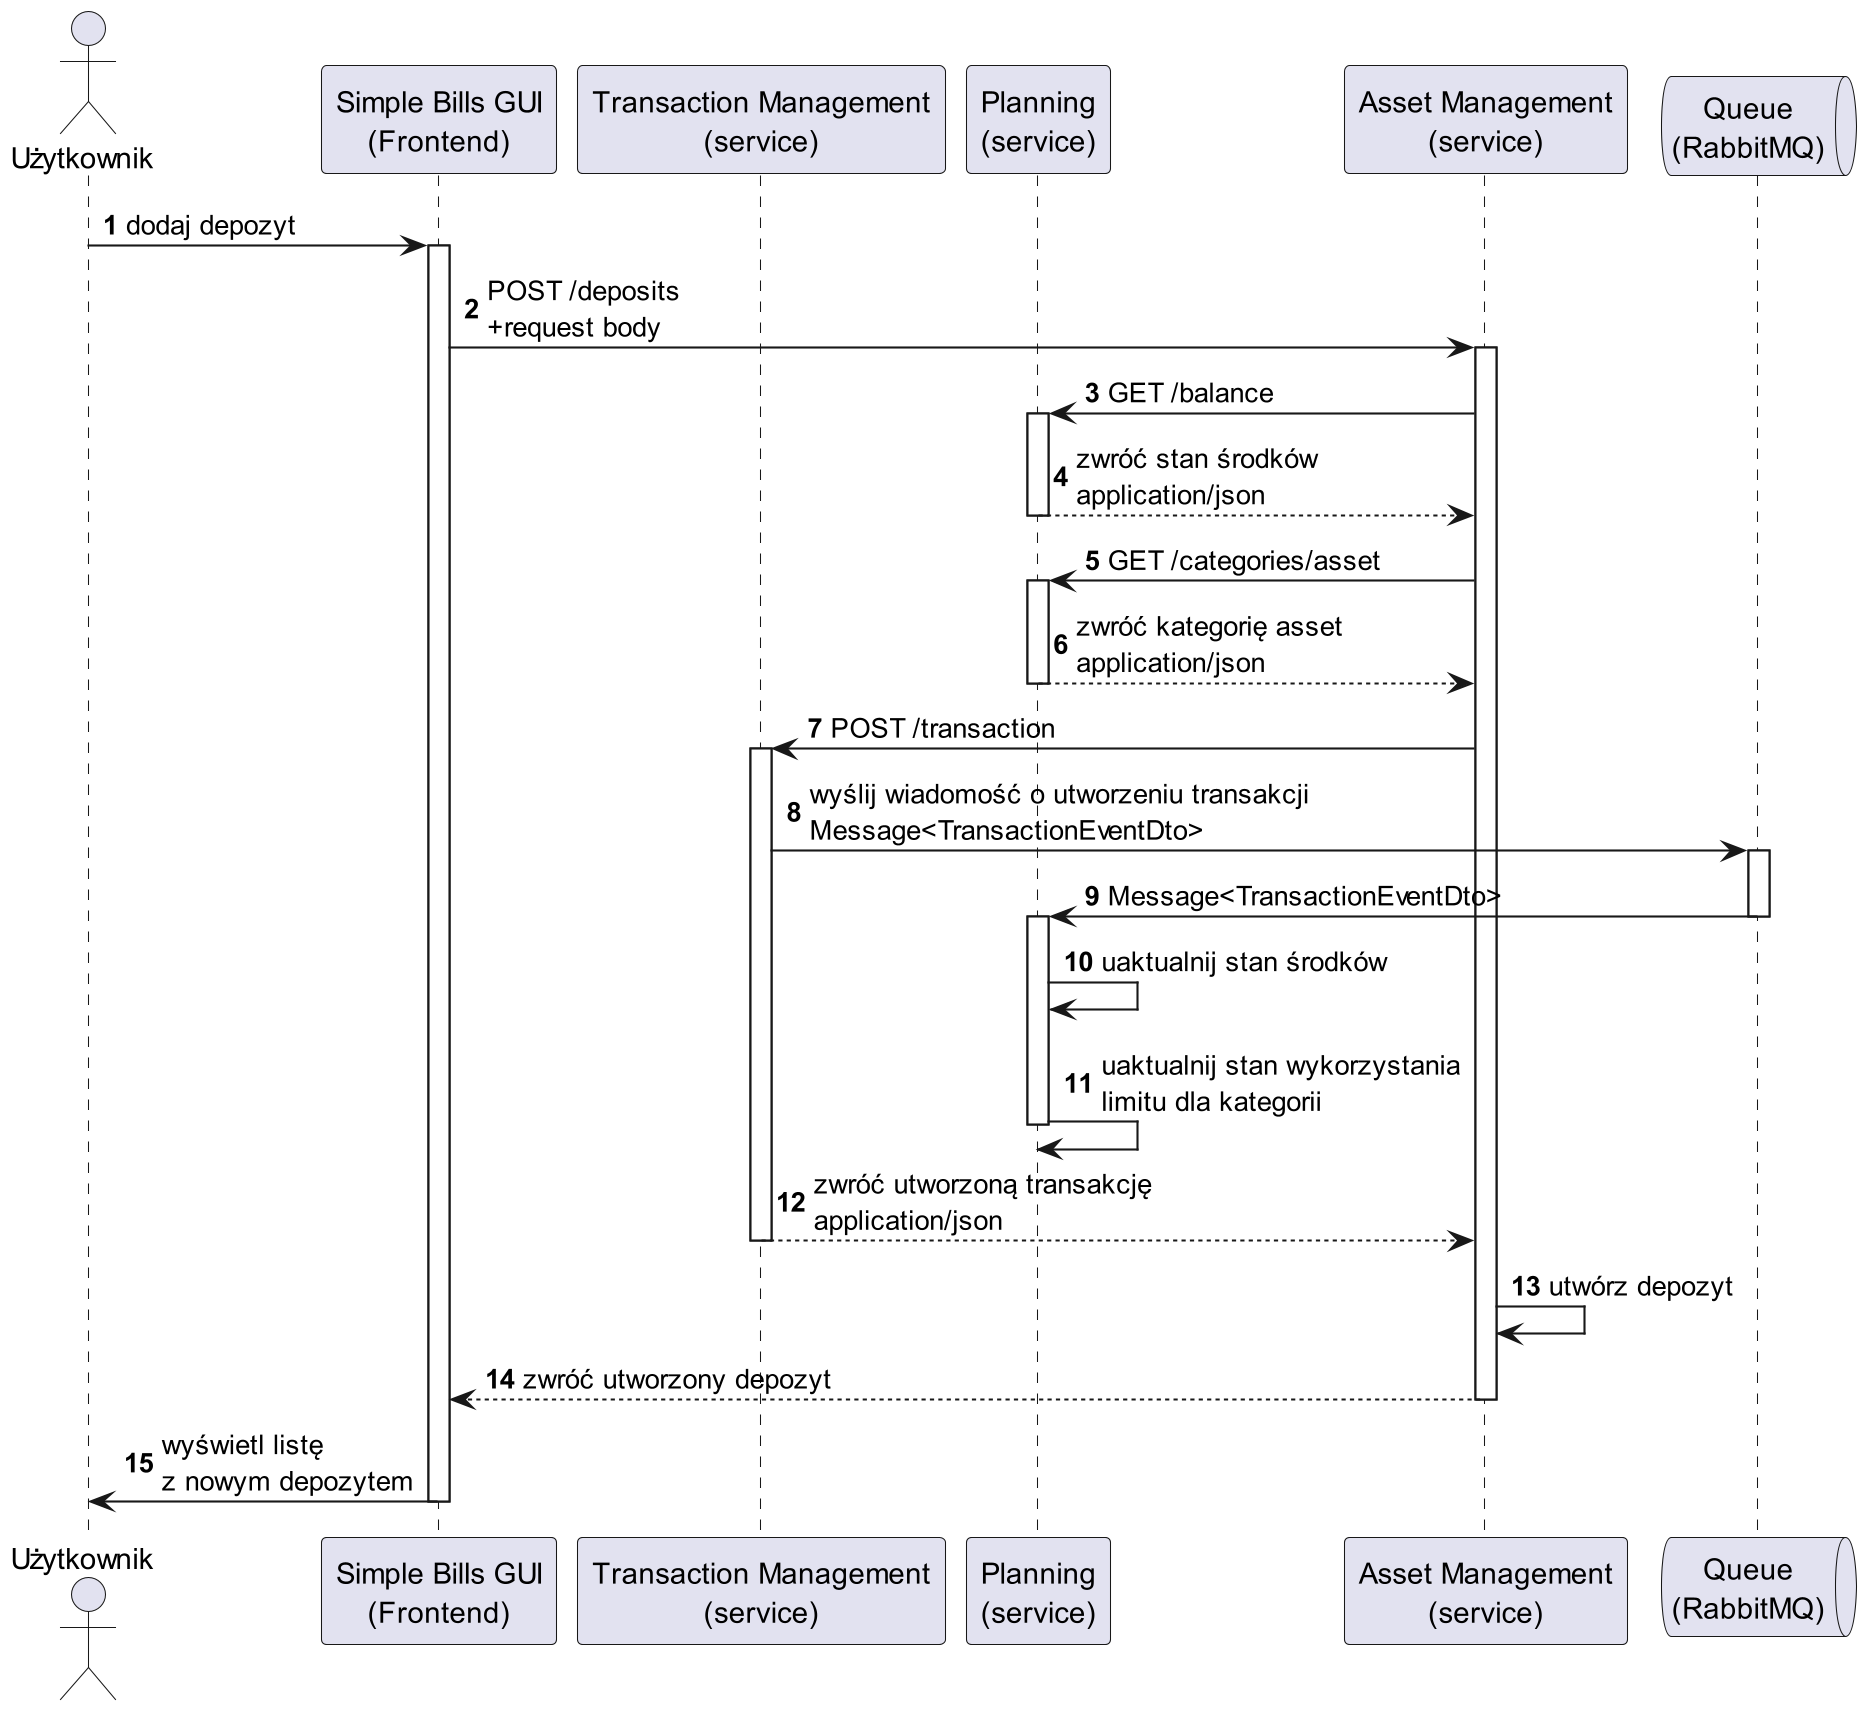 Użytkownik
Simple Bills GUI
(Frontend)
Transaction Management
(service)
Planning
(service)
Asset Management
(service)
Queue
(RabbitMQ)
1 dodaj depozyt
2 POST /deposits
+request body
3 GET /balance
4 zwróć stan środków
application/json
5 GET /categories/asset
6 zwróć kategorię asset
application/json
7 POST /transaction
8 wyślij wiadomość o utworzeniu transakcji
Message<TransactionEventDto>
9 Message<TransactionEventDto>
10 uaktualnij stan środków
11 uaktualnij stan wykorzystania
limitu dla kategorii
12 zwróć utworzoną transakcję
application/json
13 utwórz depozyt
14 zwróć utworzony depozyt
15 wyświetl listę
z nowym depozytem
Użytkownik
Simple Bills GUI
(Frontend)
Transaction Management
(service)
Planning
(service)
Asset Management
(service)
Queue
(RabbitMQ)